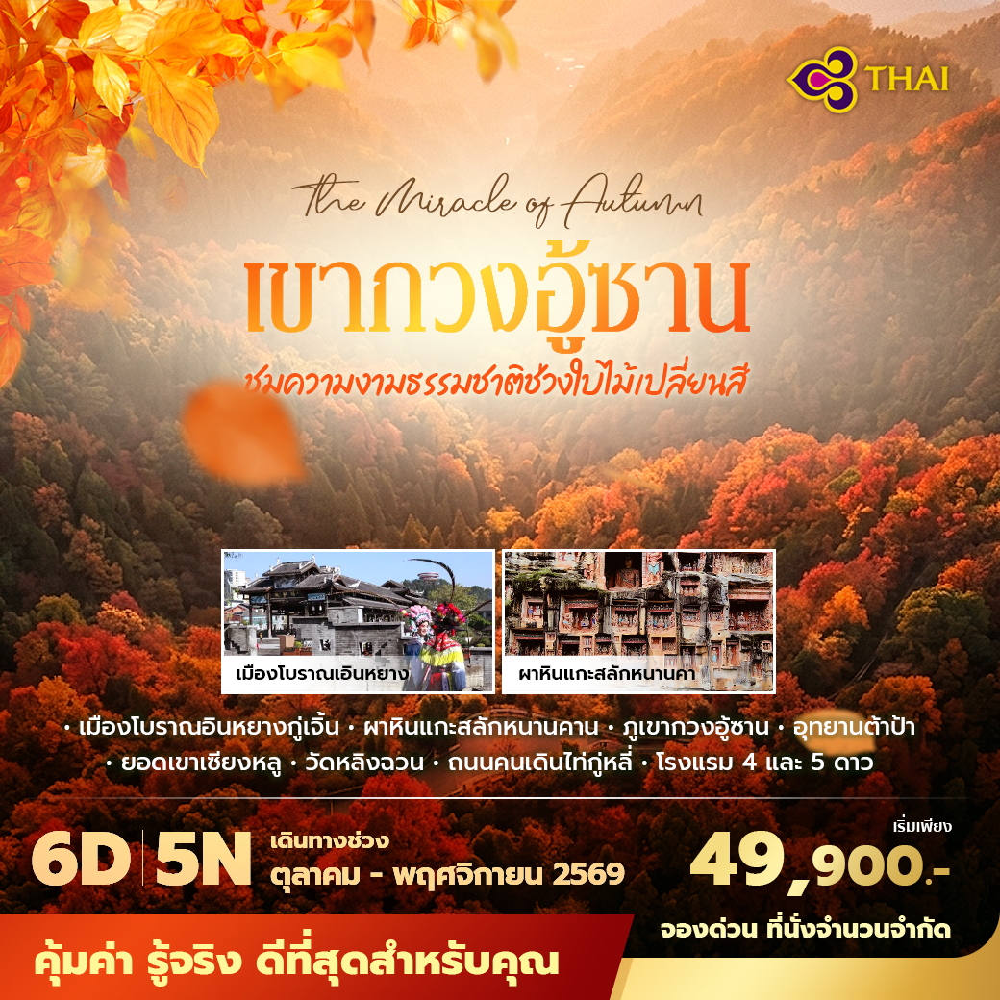 THAI
The Miracle of Autumn
เขากวงอู้ซาน
ชมความงามธรรมชาติช่วงใบไม้เปลี่ยนสี
เมืองโบราณเอินหยาง
ผาหินแกะสลักหนานคา
• เมืองโบราณอินหยางกู่เจิ้น • ผาหินแกะสลักหนานคาน • ภูเขากวงอู้ซาน • อุทยานต้าป้า
• ยอดเขาเซียงหลู • วัดหลิงฉวน • ถนนคนเดินไท่กู่หลี่ • โรงแรม 4 และ 5 ดาว
6D | 5N
เดินทางช่วง
ตุลาคม - พฤศจิกายน 2569
เริ่มเพียง
49,900.-
จองด่วน ที่นั่งจำนวนจำกัด
คุ้มค่า รู้จริง ดีที่สุดสำหรับคุณ